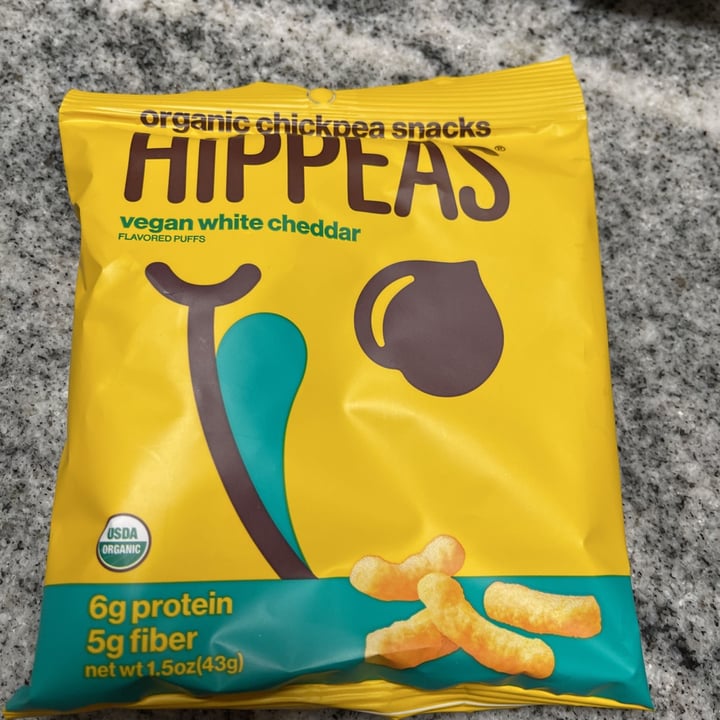 organic chickpea snacks
HiPPEAS®
vegan white cheddar
FLAVORED PUFFS
USDA
ORGANIC
6g protein
5g fiber
net wt 1.5oz(43g)